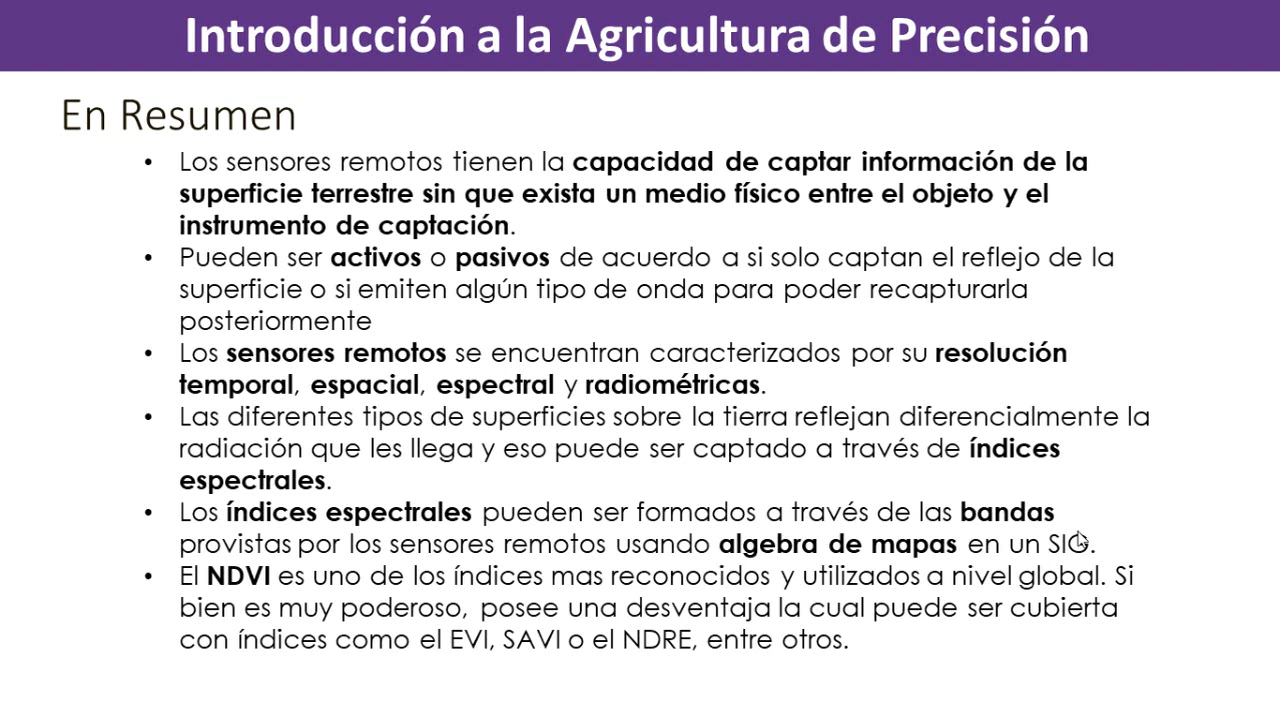 Introducción a la Agricultura de Precisión
En Resumen
• Los sensores remotos tienen la capacidad de captar información de la
superficie terrestre sin que exista un medio físico entre el objeto y el
instrumento de captación.
• Pueden ser activos o pasivos de acuerdo a si solo captan el reflejo de la
superficie o si emiten algún tipo de onda para poder recapturarla
posteriormente
• Los sensores remotos se encuentran caracterizados por su resolución
temporal, espacial, espectral y radiométricas.
• Las diferentes tipos de superficies sobre la tierra reflejan diferencialmente la
radiación que les llega y eso puede ser captado a través de índices
espectrales.
• Los índices espectrales pueden ser formados a través de las bandas
provistas por los sensores remotos usando algebra de mapas en un SIG.
• El NDVI es uno de los índices mas reconocidos y utilizados a nivel global. Si
bien es muy poderoso, posee una desventaja la cual puede ser cubierta
con índices como el EVI, SAVI o el NDRE, entre otros.